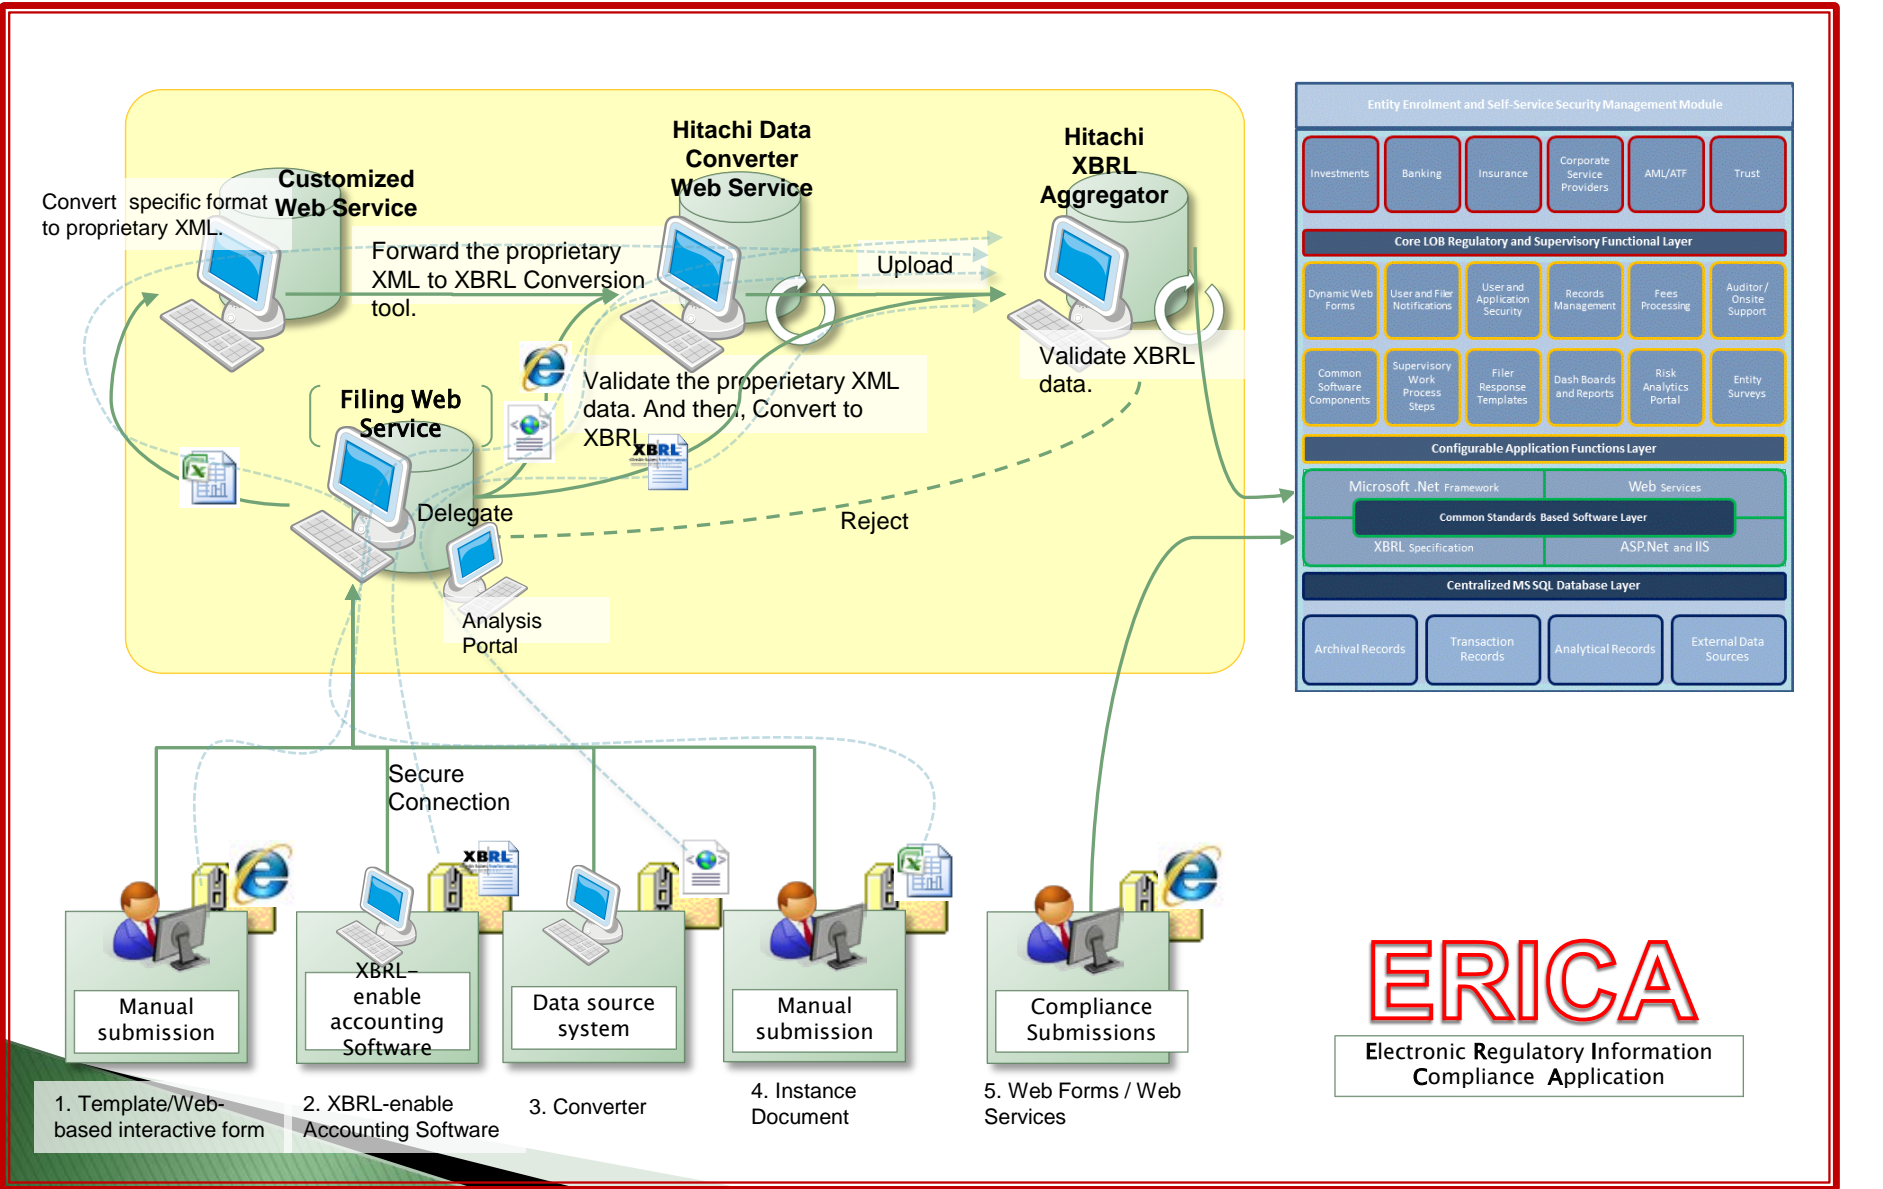 Entity Enrolment and Self-Service Security Management Module
Investments
Banking
Insurance
Corporate
Service
Providers
AML/ATF
Trust
Core LOB Regulatory and Supervisory Functional Layer
Dynamic Web
Forms
User and Filer
Notifications
User and
Application
Security
Records
Management
Fees
Processing
Auditor /
Onsite
Support
Common
Software
Components
Supervisory
Work
Process
Steps
Filer
Response
Templates
Dash Boards
and Reports
Risk
Analytics
Portal
Entity
Surveys
Configurable Application Functions Layer
Microsoft .Net Framework
Web Services
Common Standards Based Software Layer
XBRL Specification
ASP.Net and IIS
Centralized MS SQL Database Layer
Archival Records
Transaction
Records
Analytical Records
External Data
Sources
Convert specific format
to proprietary XML.
Customized
Web Service
Hitachi Data
Converter
Web Service
Hitachi
XBRL
Aggregator
Forward the proprietary
XML to XBRL Conversion
tool.
Upload
Validate XBRL
data.
Validate the properietary XML
data. And then, Convert to
XBRL
XBRL
Filing Web
Service
Delegate
Reject
Analysis
Portal
Secure
Connection
XBRL
Manual
submission
XBRL-
enable
accounting
Software
Data source
system
Manual
submission
Compliance
Submissions
1. Template/Web-
based interactive form
2. XBRL-enable
Accounting Software
3. Converter
4. Instance
Document
5. Web Forms / Web
Services
ERICA
Electronic Regulatory Information
Compliance Application